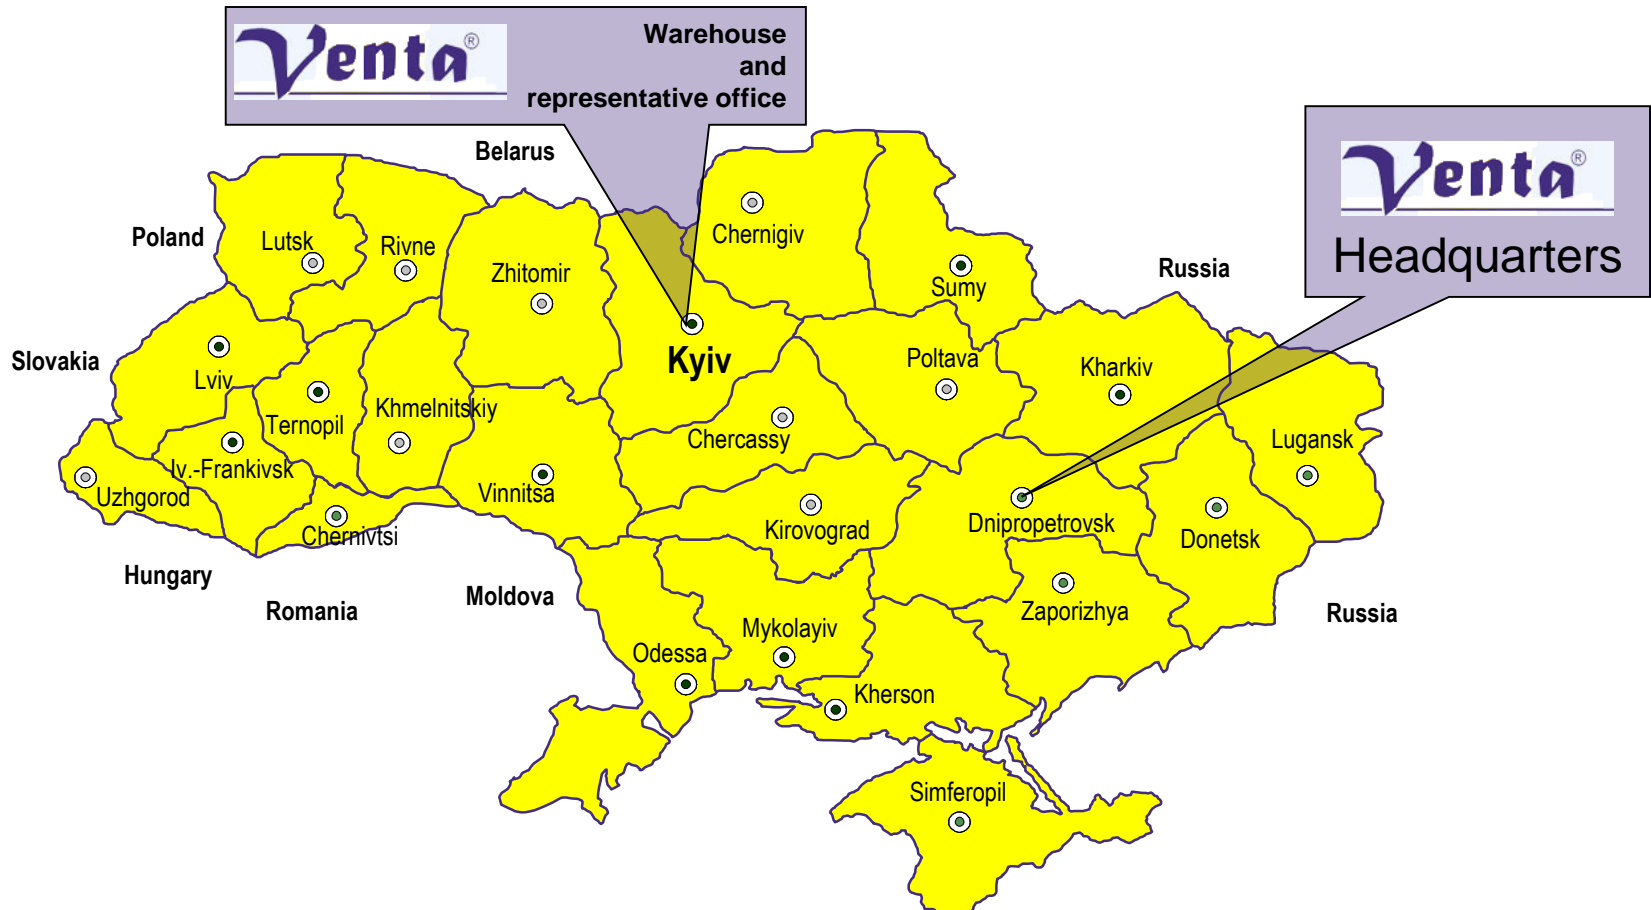 Venta®
Warehouse
and
representative office
Venta®
Headquarters
Belarus
Poland
Russia
Slovakia
Hungary
Romania
Moldova
Russia
Lutsk
Rivne
Zhitomir
Chernigiv
Sumy
Kyiv
Lviv
Ternopil
Khmelnitskiy
Poltava
Kharkiv
Chercassy
Lugansk
Iv.-Frankivsk
Uzhgorod
Vinnitsa
Chernivtsi
Kirovograd
Dnipropetrovsk
Donetsk
Zaporizhya
Mykolayiv
Odessa
Kherson
Simferopil